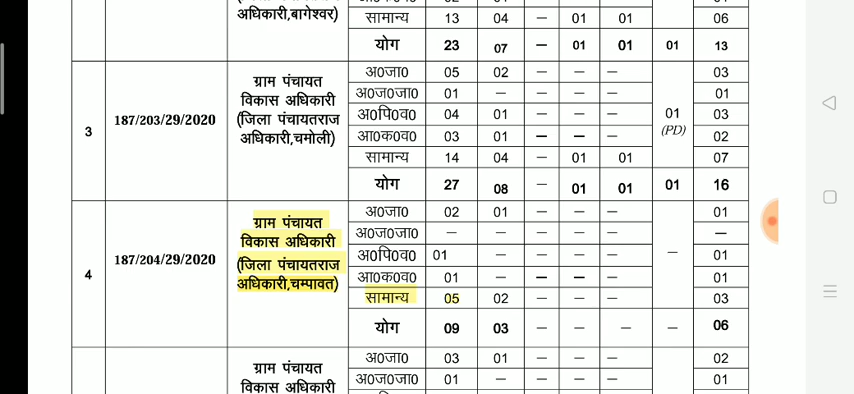 अधिकारी,बागेश्वर)
सामान्य 13 04 – 01 01 06
योग 23 07 – 01 01 01 13
3 187/203/29/2020 ग्राम पंचायत विकास अधिकारी (जिला पंचायतराज अधिकारी,चमोली)
अ0जा0 05 02 – – – 03
अ0ज0जा0 01 – – – – 01
अ0पि0व0 04 01 – – – 01 (PD) 03
आ0क0व0 03 01 – – – 02
सामान्य 14 04 – 01 01 07
योग 27 08 – 01 01 01 16
4 187/204/29/2020 ग्राम पंचायत विकास अधिकारी (जिला पंचायतराज अधिकारी,चम्पावत)
अ0जा0 02 01 – – – 01
अ0ज0जा0 – – – – – –
अ0पि0व0 01 – – – – – 01
आ0क0व0 01 – – – – 01
सामान्य 05 02 – – – 03
योग 09 03 – – – – 06
ग्राम पंचायत
विकास अधिकारी
अ0जा0 03 01 – – – 02
अ0ज0जा0 01 – – – – 01